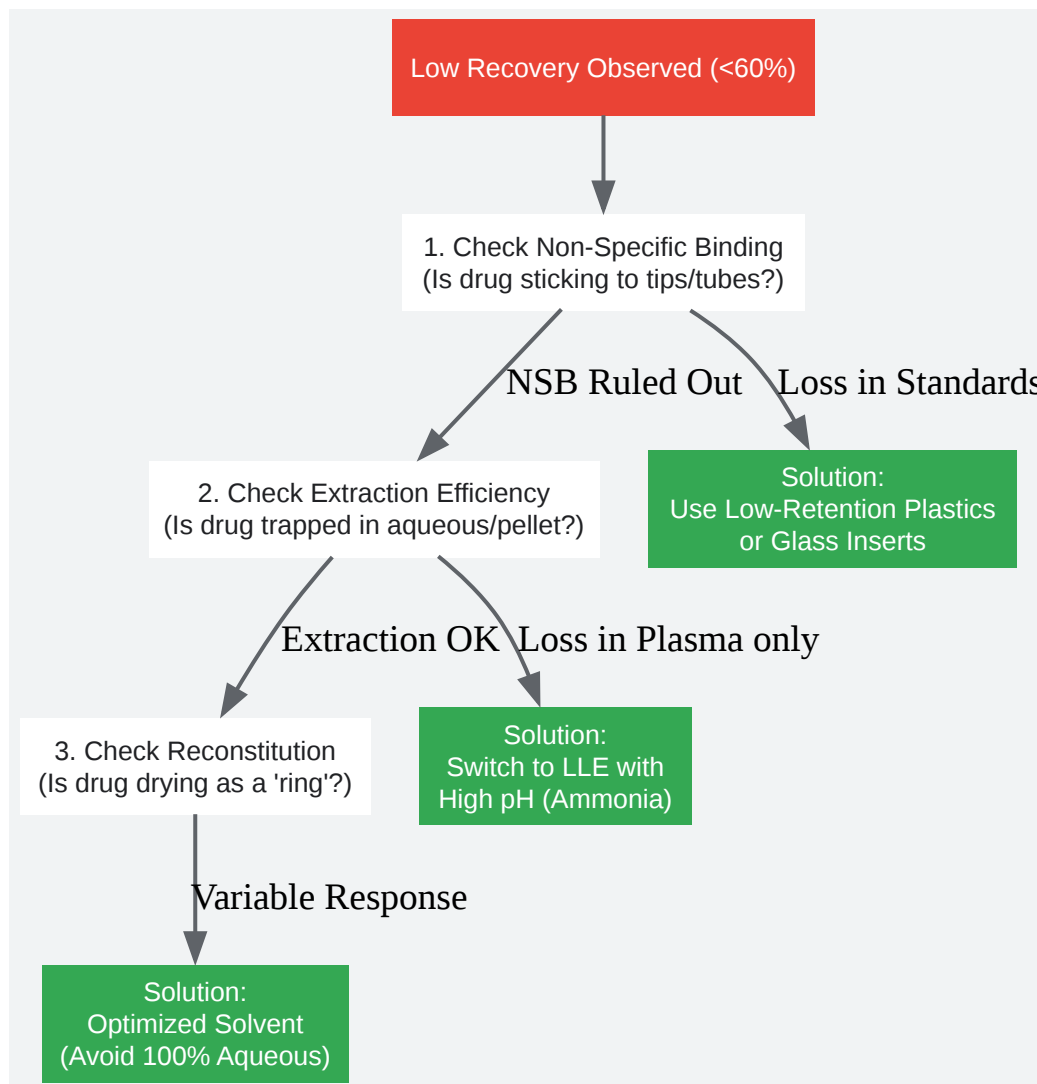 Low Recovery Observed (<60%)
1. Check Non-Specific Binding
(Is drug sticking to tips/tubes?)
NSB Ruled Out
Loss in Standards
2. Check Extraction Efficiency
(Is drug trapped in aqueous/pellet?)
Solution:
Use Low-Retention Plastics
or Glass Inserts
Extraction OK
Loss in Plasma only
3. Check Reconstitution
(Is drug drying as a 'ring'?)
Solution:
Switch to LLE with
High pH (Ammonia)
Variable Response
Solution:
Optimized Solvent
(Avoid 100% Aqueous)